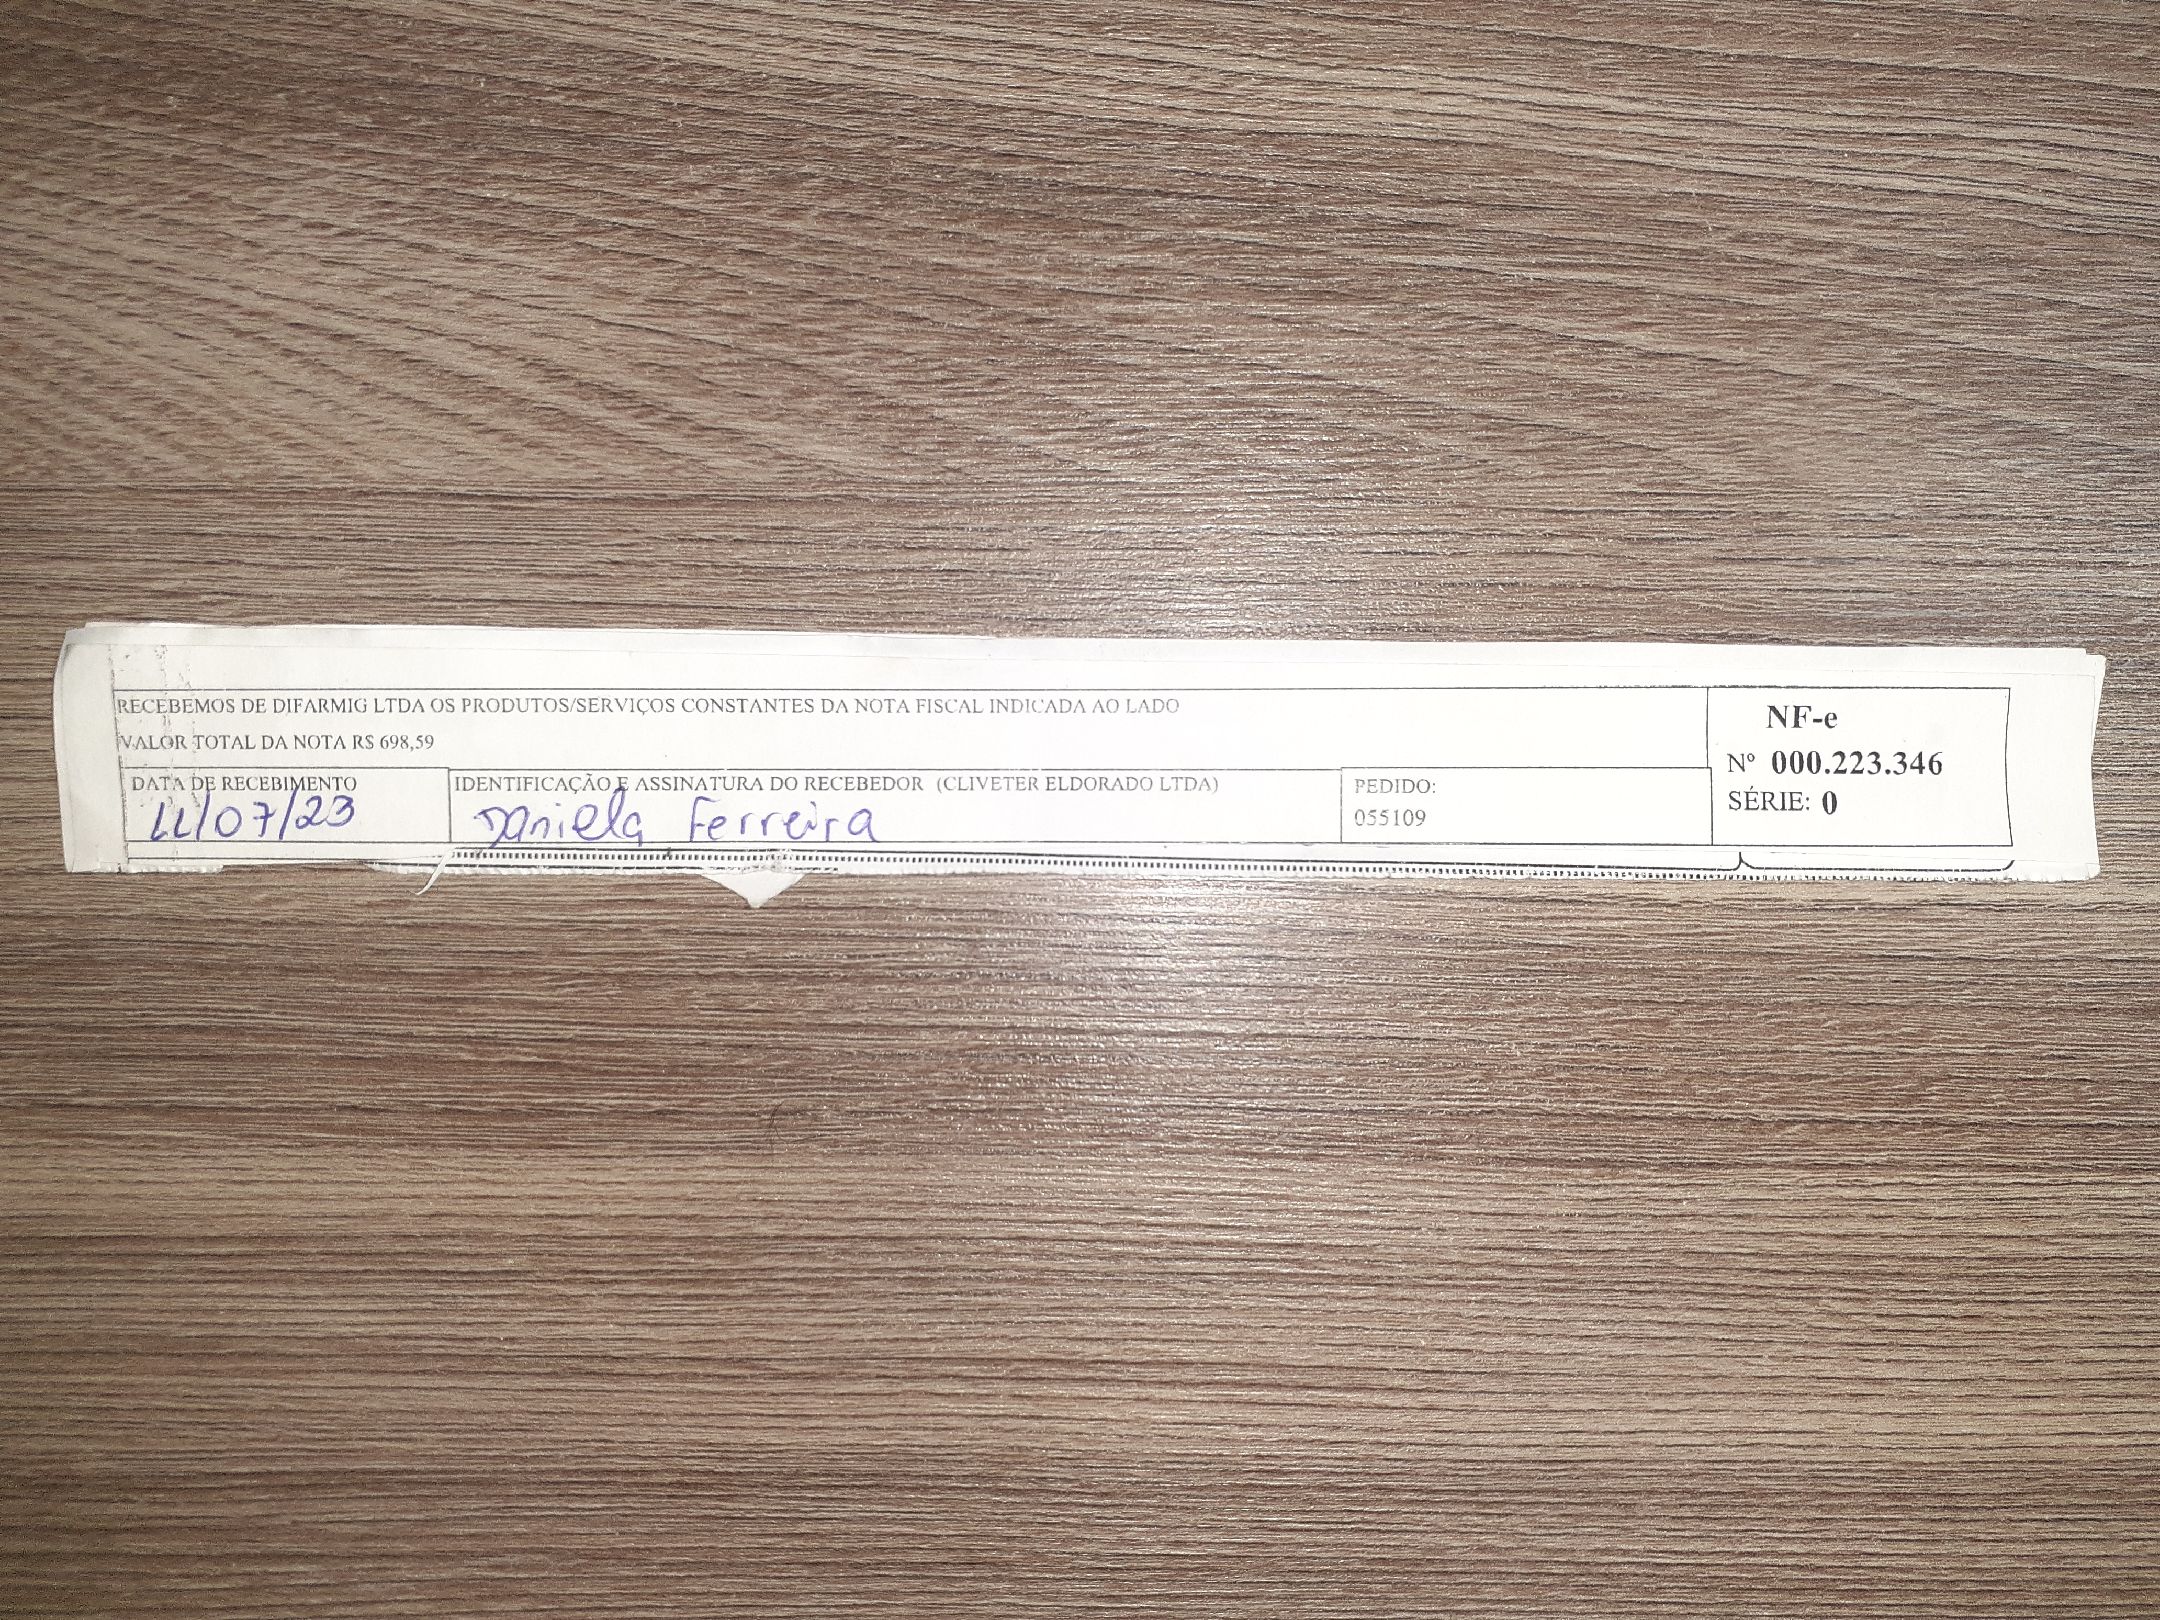 RECEBEMOS DE DIFARMIG LTDA OS PRODUTOS/SERVIÇOS CONSTANTES DA NOTA FISCAL INDICADA AO LADO
VALOR TOTAL DA NOTA R$ 698,59
DATA DE RECEBIMENTO
11/07/23
IDENTIFICAÇÃO E ASSINATURA DO RECEBEDOR (CLIVETER ELDORADO LTDA)
Daniela Ferreira
PEDIDO:
055109
NF-e
Nº 000.223.346
SÉRIE: 0